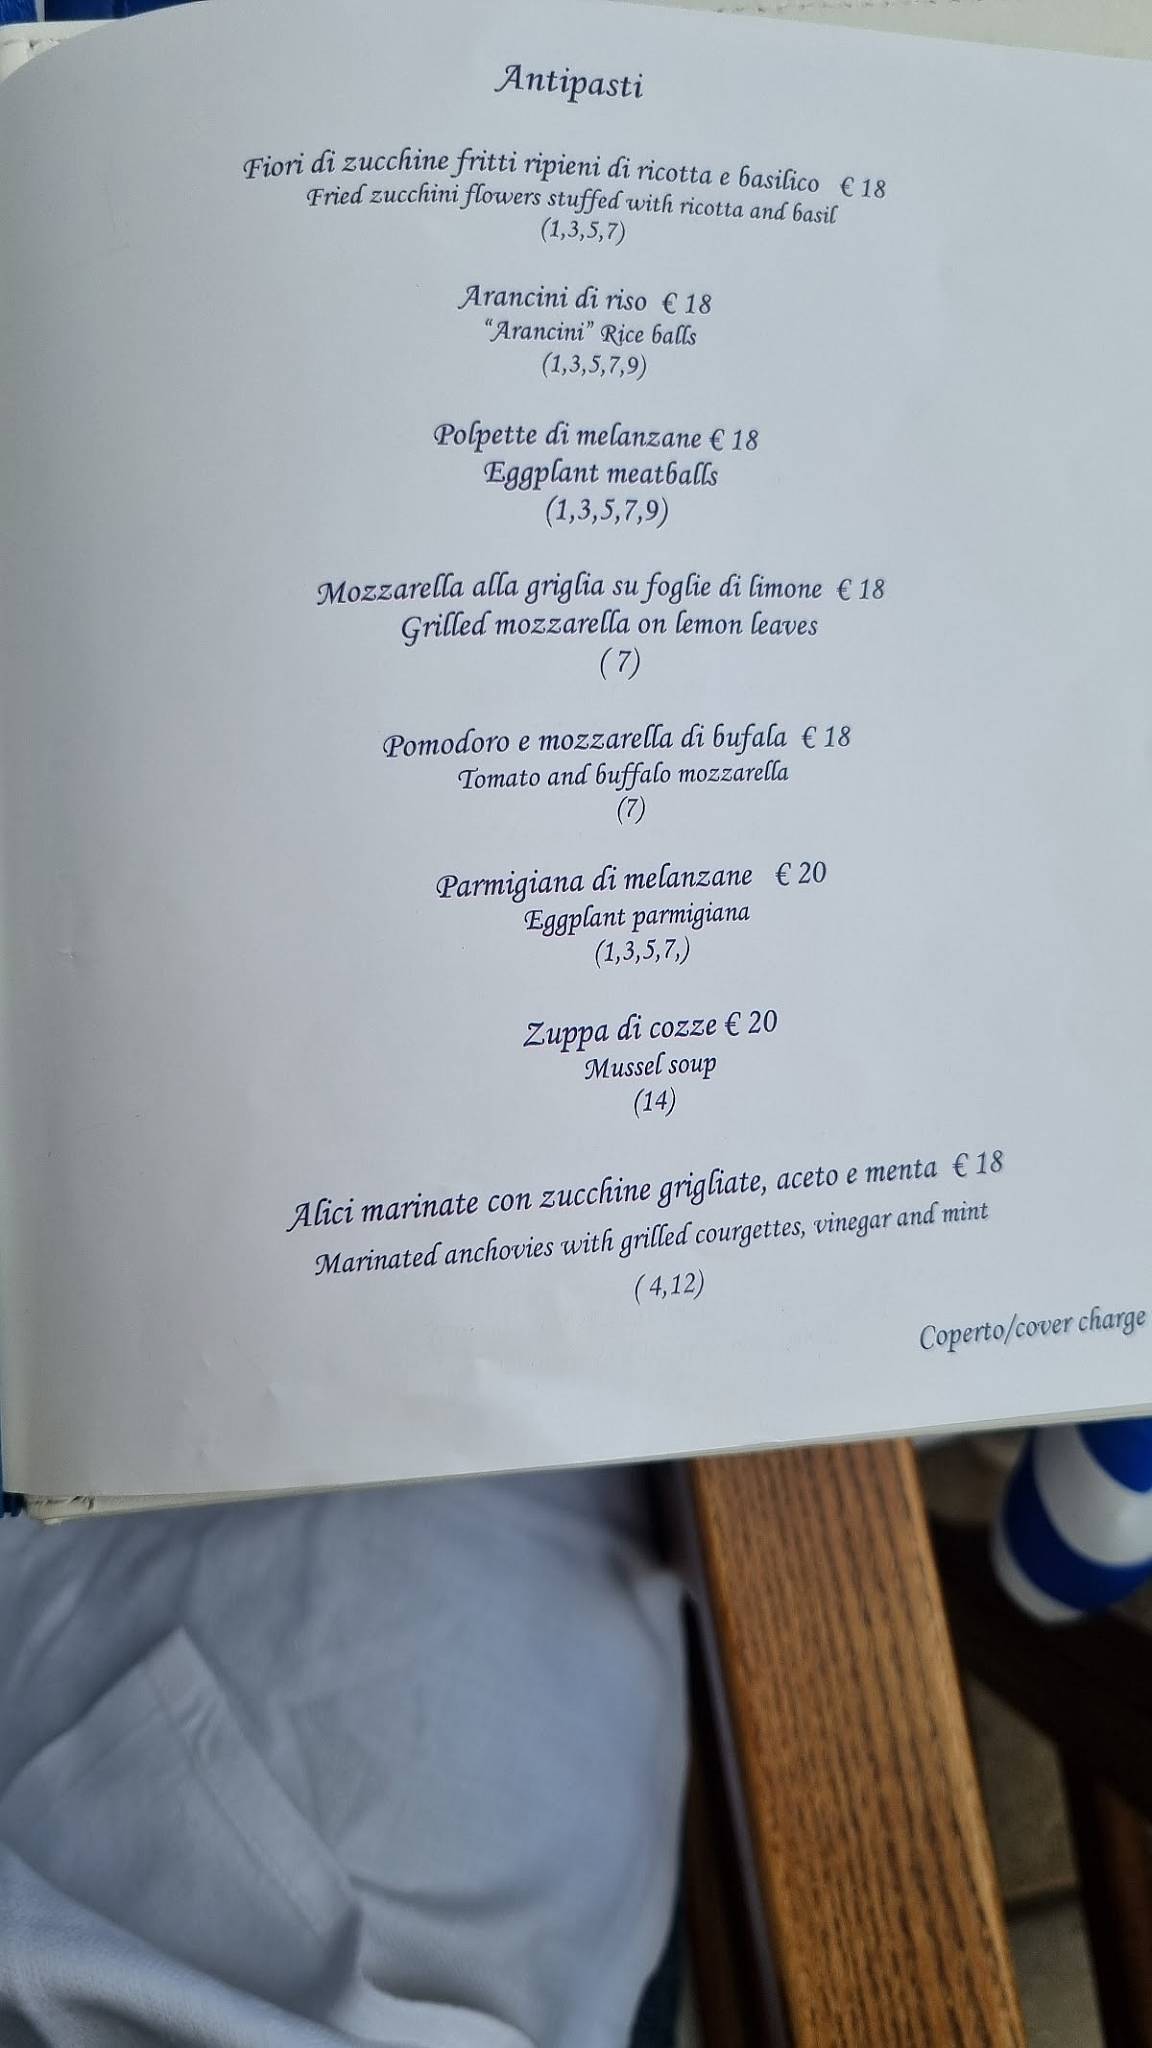 Antipasti
Fiori di zucchine fritti ripieni di ricotta e basilico € 18
Fried zucchini flowers stuffed with ricotta and basil
(1,3,5,7)
Arancini di riso € 18
“Arancini” Rice balls
(1,3,5,7,9)
Polpette di melanzane € 18
Eggplant meatballs
(1,3,5,7,9)
Mozzarella alla griglia su foglie di limone € 18
Grilled mozzarella on lemon leaves
( 7)
Pomodoro e mozzarella di bufala € 18
Tomato and buffalo mozzarella
(7)
Parmigiana di melanzane € 20
Eggplant parmigiana
(1,3,5,7,)
Zuppa di cozze € 20
Mussel soup
(14)
Alici marinate con zucchine grigliate, aceto e menta € 18
Marinated anchovies with grilled courgettes, vinegar and mint
( 4,12)
Coperto/cover charge